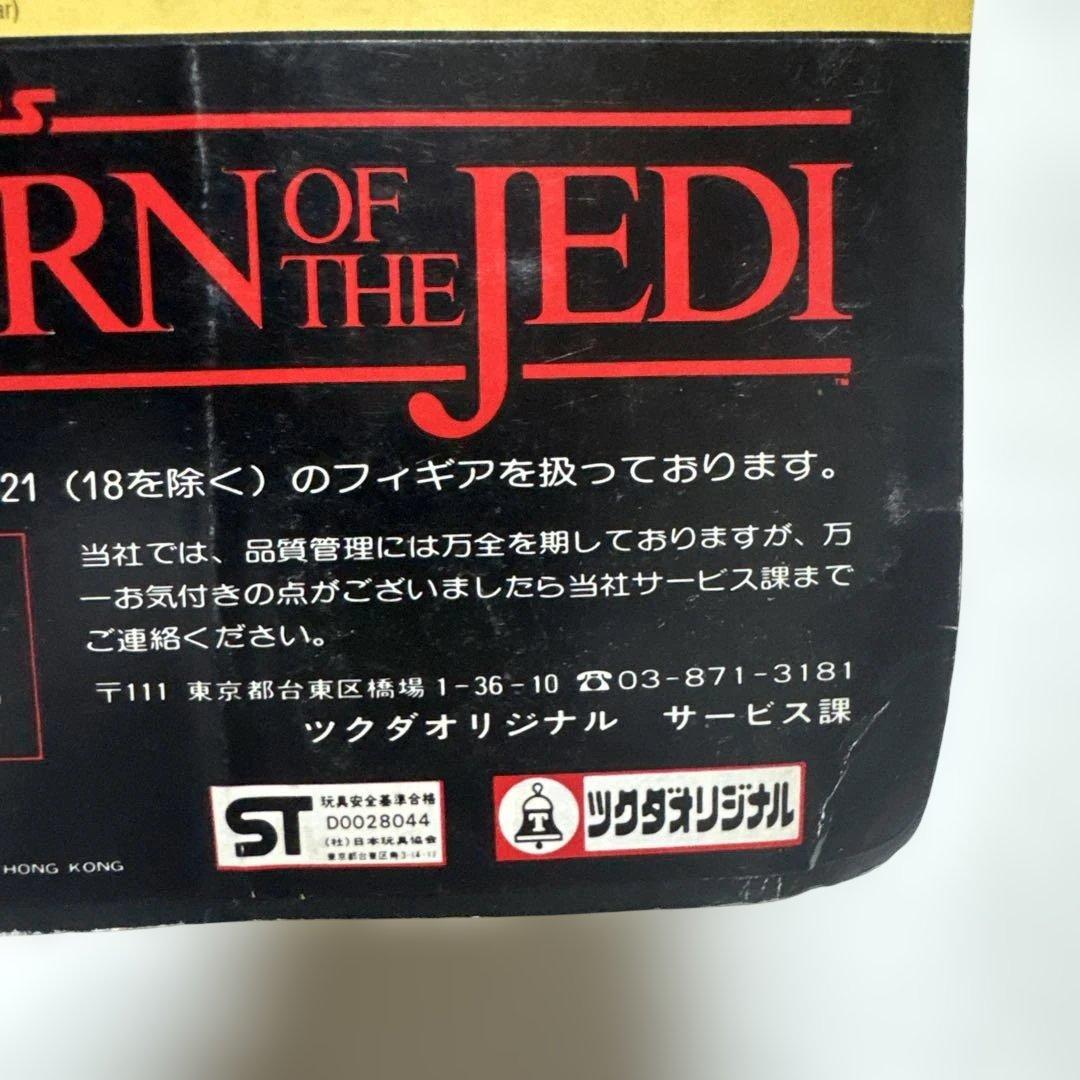 ar)
RS
RN OF THE JEDI
™
21（18を除く）のフィギアを扱っております。
当社では、品質管理には万全を期しておりますが、万
一お気付きの点がございましたら当社サービス課まで
ご連絡ください。
〒111 東京都台東区橋場1-36-10 ☎03-871-3181
ツクダオリジナル　サービス課
ST 玩具安全基準合格
D0028044
(社)日本玩具協会
T ツクダオリジナル
HONG KONG